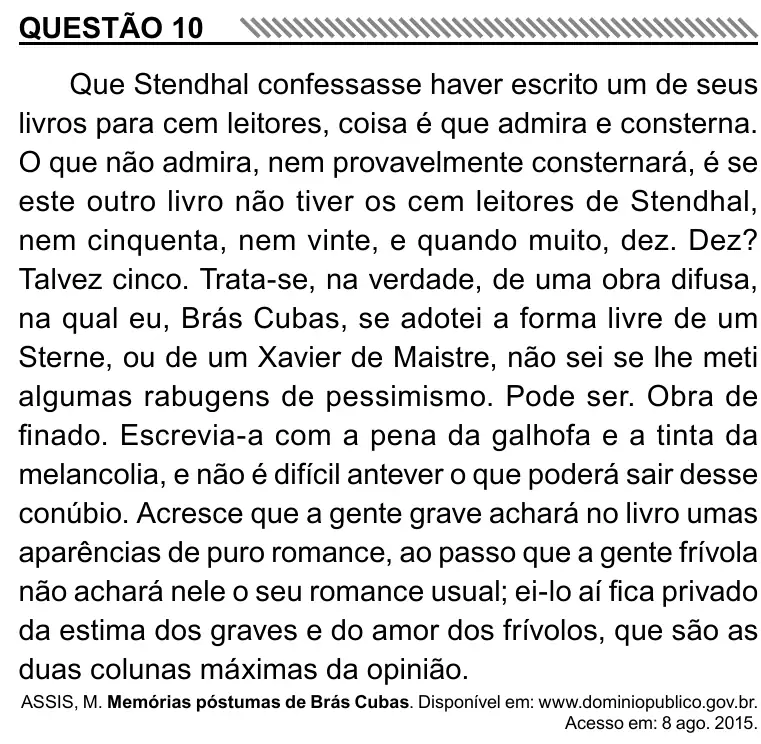 QUESTÃO 10
Que Stendhal confessasse haver escrito um de seus
livros para cem leitores, coisa é que admira e consterna.
O que não admira, nem provavelmente consternará, é se
este outro livro não tiver os cem leitores de Stendhal,
nem cinquenta, nem vinte, e quando muito, dez. Dez?
Talvez cinco. Trata-se, na verdade, de uma obra difusa,
na qual eu, Brás Cubas, se adotei a forma livre de um
Sterne, ou de um Xavier de Maistre, não sei se lhe meti
algumas rabugens de pessimismo. Pode ser. Obra de
finado. Escrevia-a com a pena da galhofa e a tinta da
melancolia, e não é difícil antever o que poderá sair desse
conúbio. Acresce que a gente grave achará no livro umas
aparências de puro romance, ao passo que a gente frívola
não achará nele o seu romance usual; ei-lo aí fica privado
da estima dos graves e do amor dos frívolos, que são as
duas colunas máximas da opinião.
ASSIS, M. Memórias póstumas de Brás Cubas. Disponível em: www.dominiopublico.gov.br.
Acesso em: 8 ago. 2015.